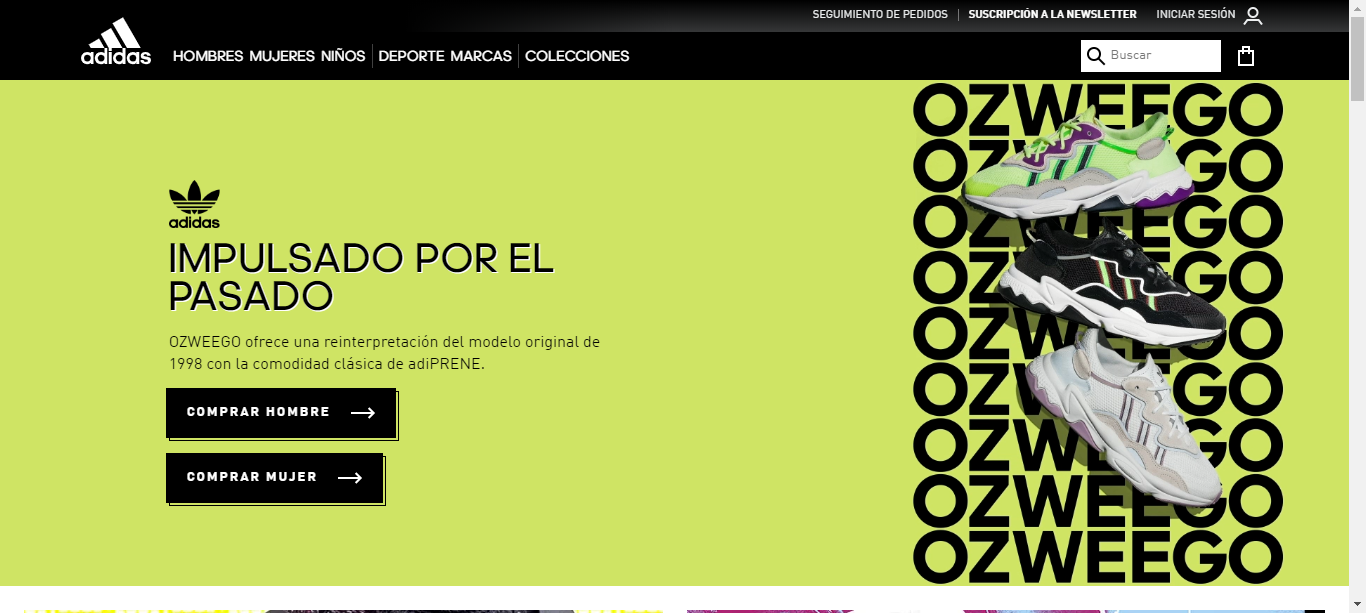 SEGUIMIENTO DE PEDIDOS SUSCRIPCIÓN A LA NEWSLETTER INICIAR SESIÓN
adidas
HOMBRES MUJERES NIÑOS DEPORTE MARCAS COLECCIONES
Buscar
adidas
IMPULSADO POR EL
PASADO
OZWEEGO ofrece una reinterpretación del modelo original de
1998 con la comodidad clásica de adiPRENE.
COMPRAR HOMBRE
COMPRAR MUJER
OZWEEGO
OZWEEGO
OZWEEGO
OZWEEGO
OZWEEGO
OZWEEGO
OZWEEGO
OZWEEGO
OZWEEGO